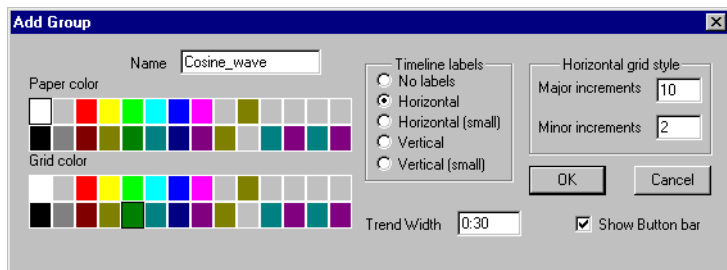 Add Group
Name Cosine_wave
Paper color
Grid color
Timeline labels
No labels
Horizontal
Horizontal (small)
Vertical
Vertical (small)
Horizontal grid style
Major increments 10
Minor increments 2
OK Cancel
Trend Width 0:30
Show Button bar